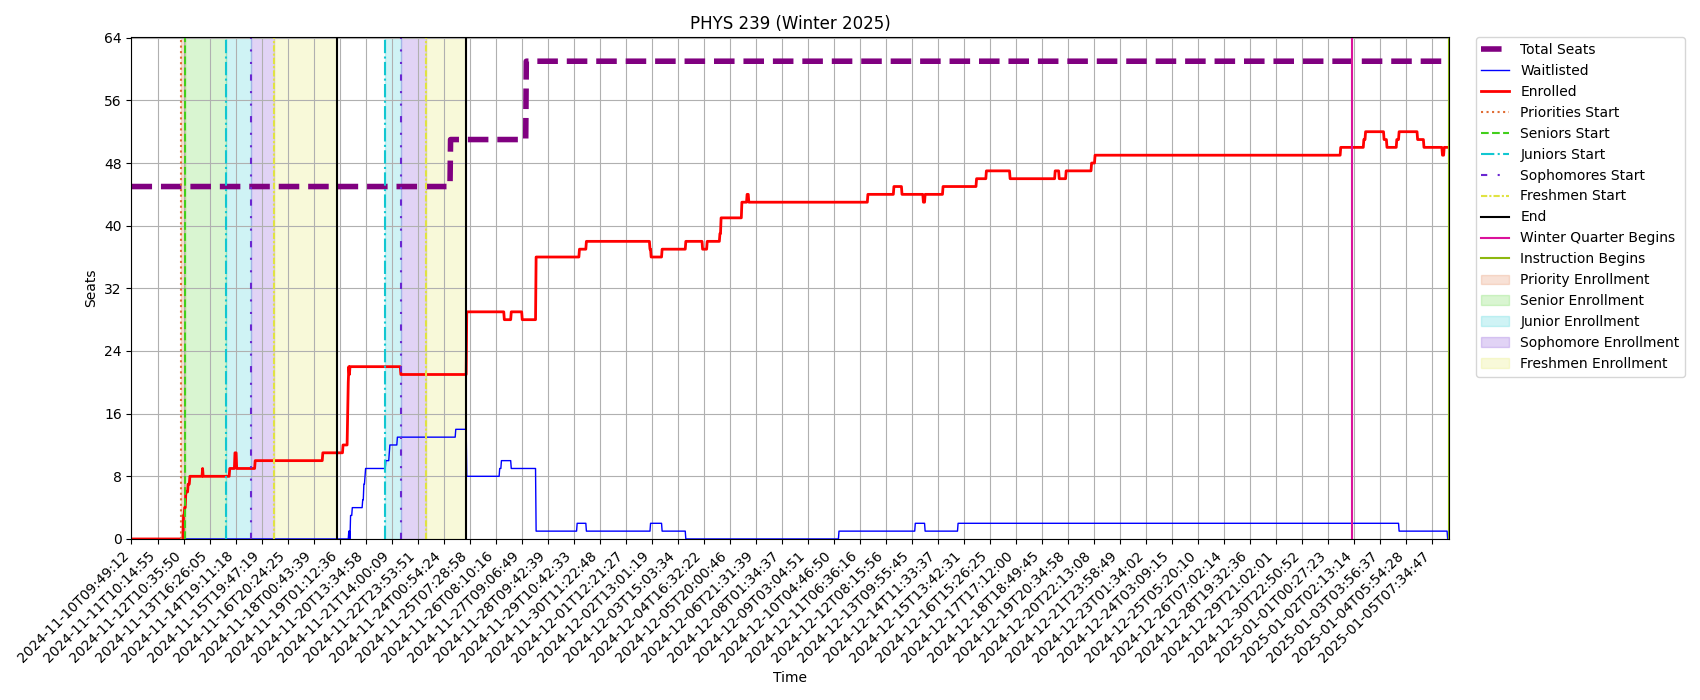 PHYS 239 (Winter 2025)
64
56
48
40
32
24
16
8
0
Seats
2024-11-10T09:49:12
2024-11-11T10:14:55
2024-11-12T10:35:50
2024-11-13T16:26:05
2024-11-14T19:11:18
2024-11-15T19:47:19
2024-11-16T20:24:25
2024-11-18T00:43:39
2024-11-19T01:12:36
2024-11-20T13:34:58
2024-11-21T14:00:09
2024-11-22T23:53:51
2024-11-24T00:54:24
2024-11-25T07:28:58
2024-11-26T08:10:16
2024-11-27T09:06:49
2024-11-28T09:42:39
2024-11-29T10:42:33
2024-11-30T11:22:48
2024-12-01T12:21:27
2024-12-02T13:01:19
2024-12-03T15:03:34
2024-12-04T16:32:22
2024-12-05T20:00:46
2024-12-06T21:31:39
2024-12-08T01:34:37
2024-12-09T03:04:51
2024-12-10T04:46:50
2024-12-11T06:36:16
2024-12-12T08:15:56
2024-12-13T09:55:45
2024-12-14T11:33:37
2024-12-15T13:42:31
2024-12-16T15:26:25
2024-12-17T17:12:00
2024-12-18T18:49:45
2024-12-19T20:34:58
2024-12-20T22:13:08
2024-12-21T23:58:49
2024-12-23T01:34:02
2024-12-24T03:09:15
2024-12-25T05:20:10
2024-12-26T07:02:14
2024-12-28T19:32:36
2024-12-29T21:02:01
2024-12-30T22:50:52
2025-01-01T00:27:23
2025-01-02T02:13:14
2025-01-03T03:56:37
2025-01-04T05:54:28
2025-01-05T07:34:47
Time
Total Seats
Waitlisted
Enrolled
Priorities Start
Seniors Start
Juniors Start
Sophomores Start
Freshmen Start
End
Winter Quarter Begins
Instruction Begins
Priority Enrollment
Senior Enrollment
Junior Enrollment
Sophomore Enrollment
Freshmen Enrollment